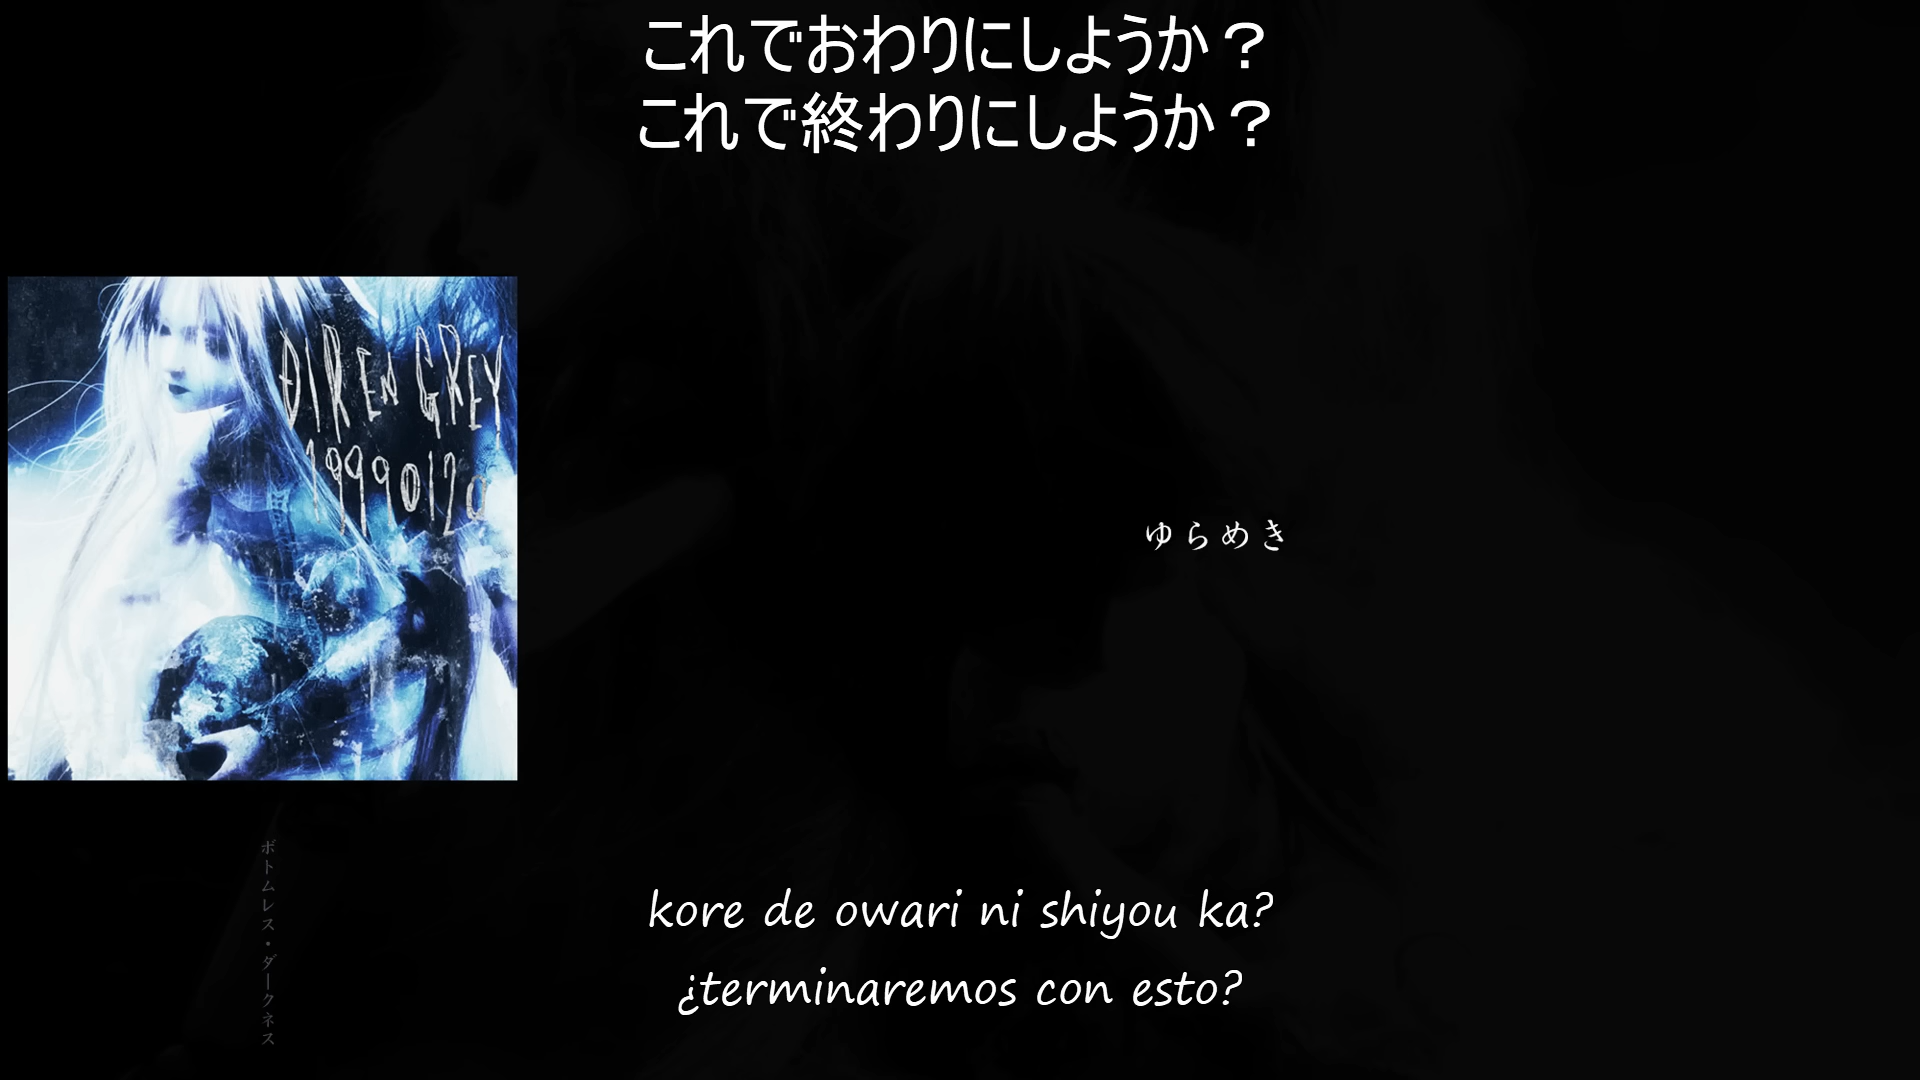 これでおわりにしようか？
これで終わりにしようか？
DIR EN GREY
19990120
ゆらめき
ボトムレス・ダークネス
kore de owari ni shiyou ka?
¿terminaremos con esto?